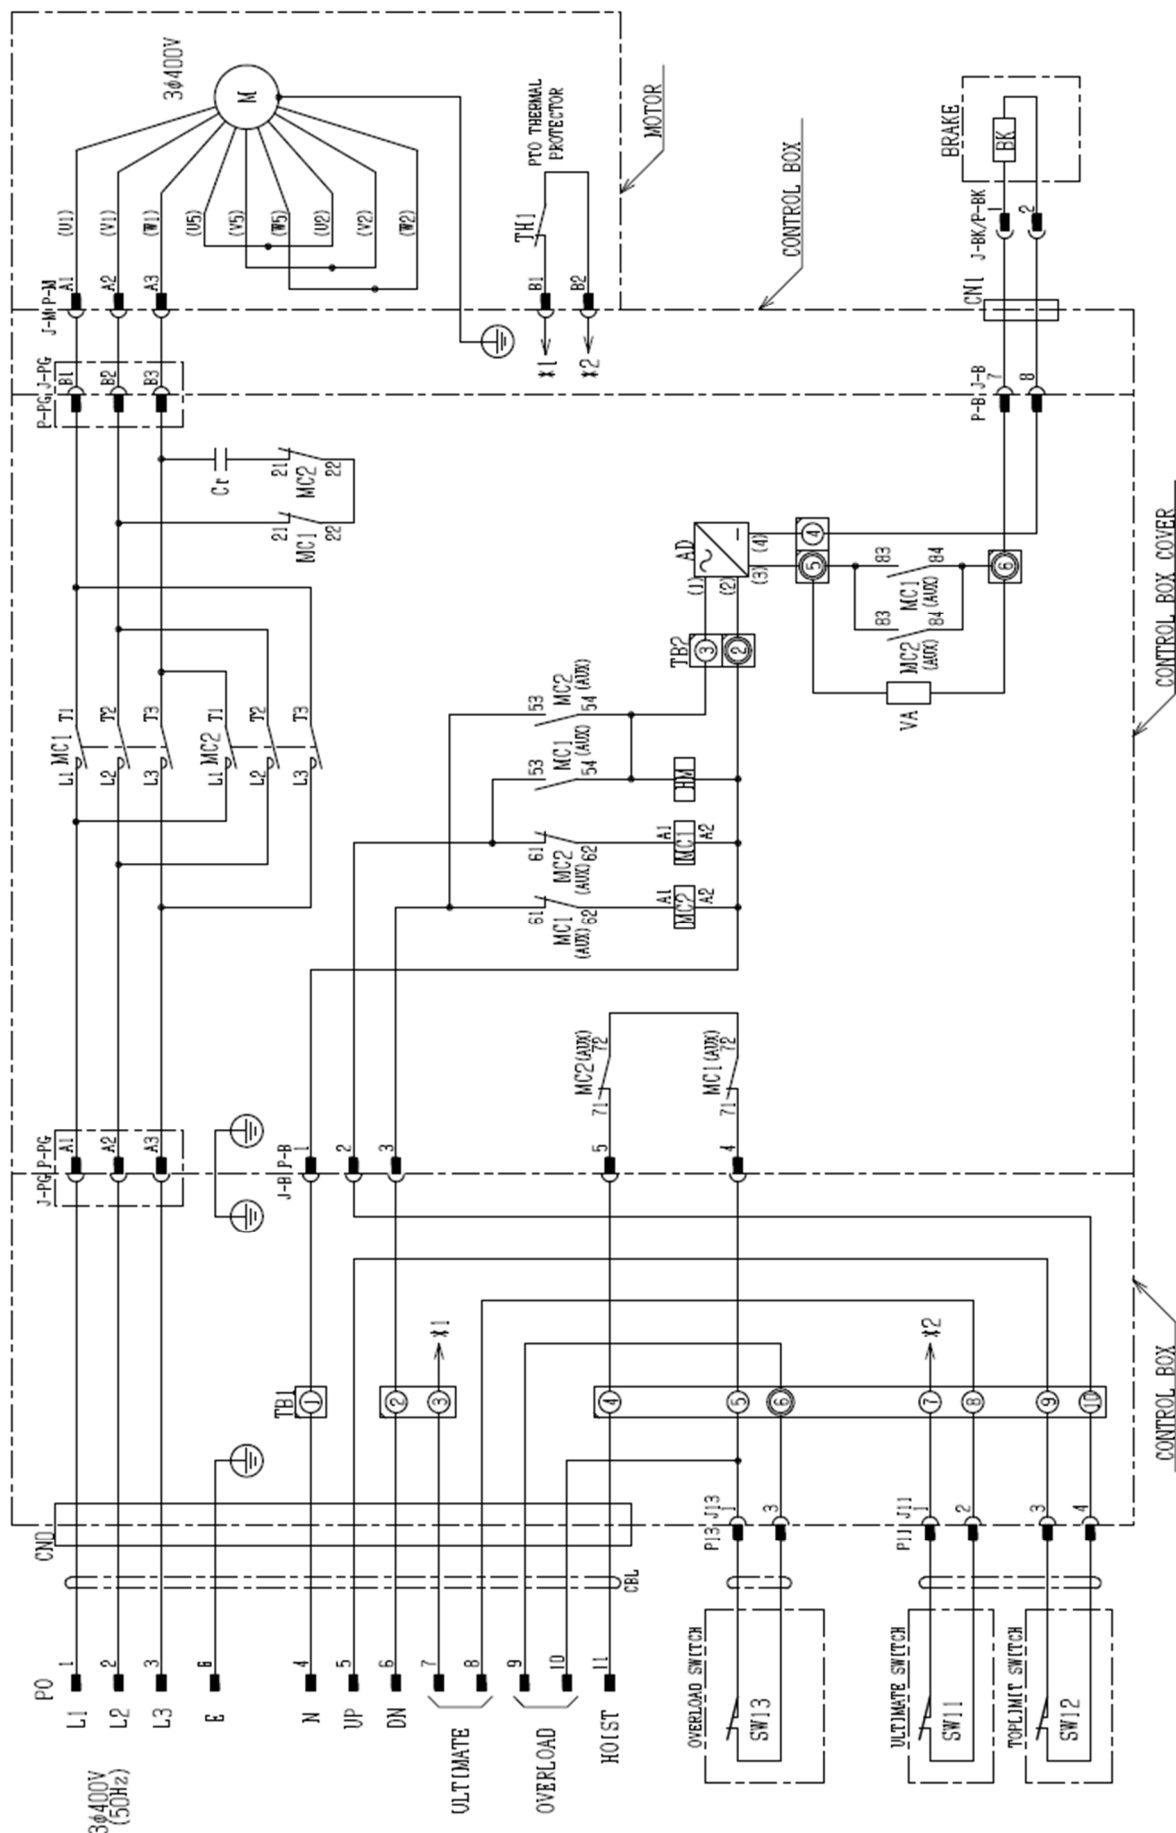 3φ400V
M
(U1)
(V1)
(W1)
(U5)
(V5)
(W5)
(U2)
(V2)
(W2)
PTO THERMAL
PROTECTOR
TH1
MOTOR
CONTROL BOX
BRAKE
BK
J-BK/P-BK
1
2
J-M
P-M
A1
A2
A3
B1
B2
*1
*2
CN1
P-PG
J-PG
B1
B2
B3
P-B
J-B
7
8
Cr
21
MC2
22
21
MC1
22
AD
(1)
(2)
(3)
(4)
4
5
6
83
MC1
(AUX)
84
83
MC2
(AUX)
84
VA
TB2
3
2
CONTROL BOX COVER
MC1
T1
T2
T3
L1
L2
L3
MC2
T1
T2
T3
L1
L2
L3
53
MC2
(AUX)
54
53
MC1
(AUX)
54
HM
61
MC2
(AUX)
62
A1
MC1
A2
61
MC1
(AUX)
62
A1
MC2
A2
MC2(AUX)
71
72
MC1(AUX)
71
72
J-PG
P-PG
A1
A2
A3
J-B
P-B
1
2
3
5
4
TB1
1
2
3
*1
4
5
6
7
*2
8
9
10
CONTROL BOX
CND
CBL
P13
J13
1
3
P11
J11
1
2
3
4
PO
1
2
3
4
5
6
7
8
9
10
11
L1
L2
L3
E
N
UP
DN
ULTIMATE
OVERLOAD
HOIST
3φ400V
(50Hz)
OVERLOAD SWITCH
SW13
ULTIMATE SWITCH
SW11
TOPLIMIT SWITCH
SW12